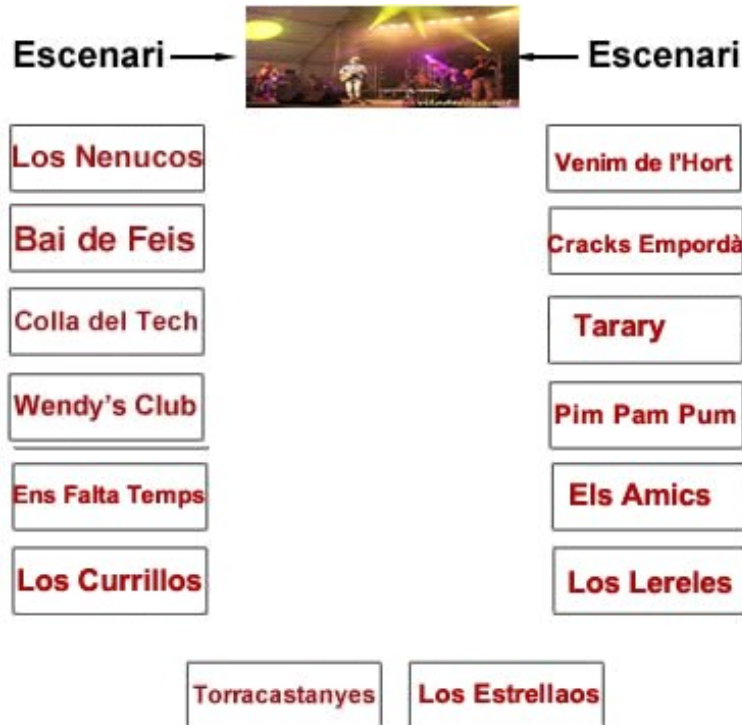 Escenari
Escenari
Los Nenucos
Venim de l'Hort
Bai de Feis
Cracks Empordà
Colla del Tech
Tarary
Wendy's Club
Pim Pam Pum
Ens Falta Temps
Els Amics
Los Currillos
Los Lereles
Torracastanyes
Los Estrellaos